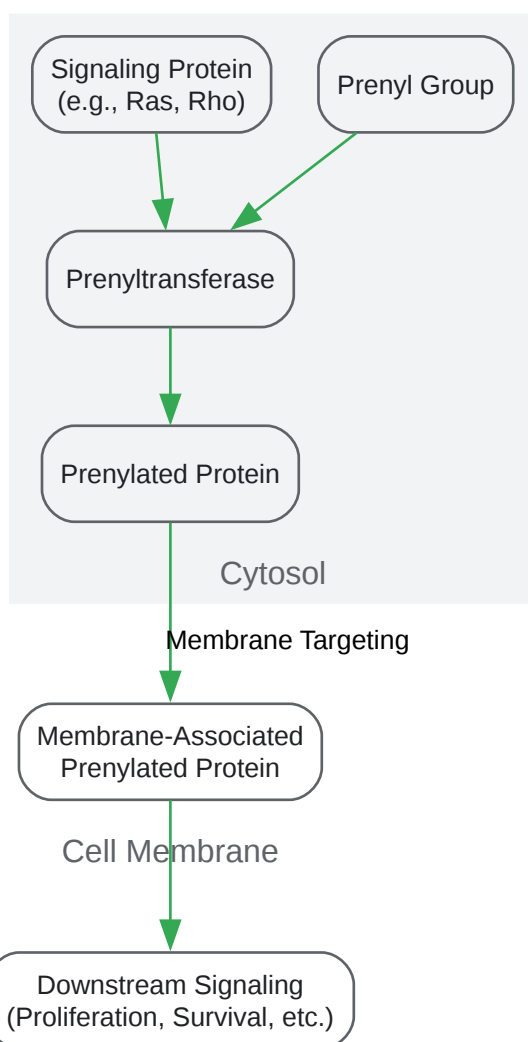 Signaling Protein
(e.g., Ras, Rho)
Prenyl Group
Prenyltransferase
Prenylated Protein
Cytosol
Membrane Targeting
Membrane-Associated
Prenylated Protein
Cell Membrane
Downstream Signaling
(Proliferation, Survival, etc.)